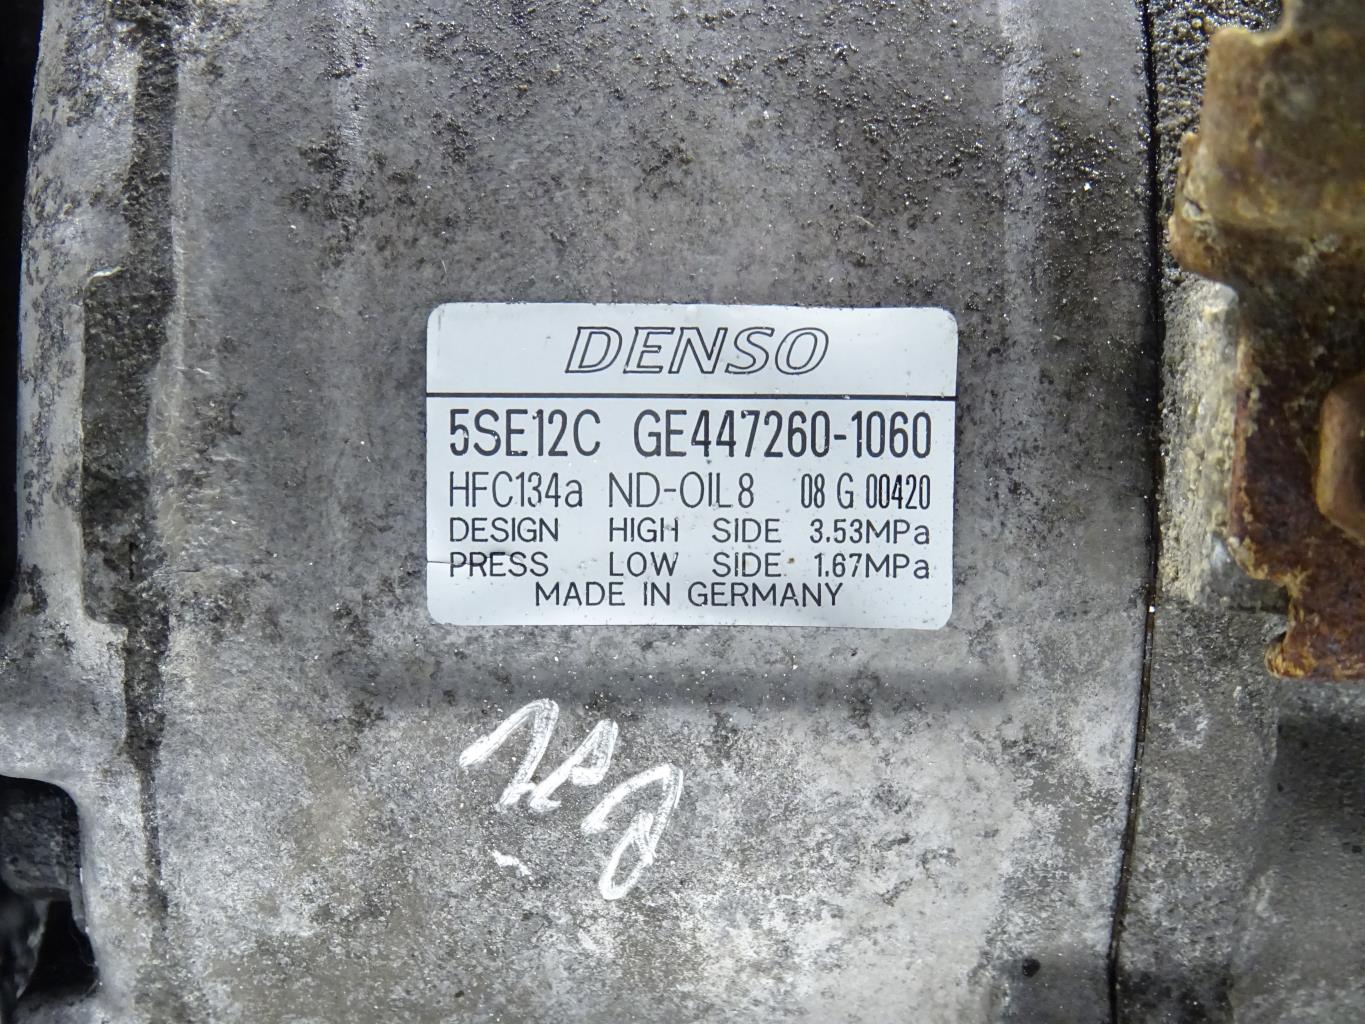 DENSO
5SE12C GE447260-1060
HFC134a ND-OIL8 08 G 00420
DESIGN HIGH SIDE 3.53MPa
PRESS LOW SIDE 1.67MPa
MADE IN GERMANY